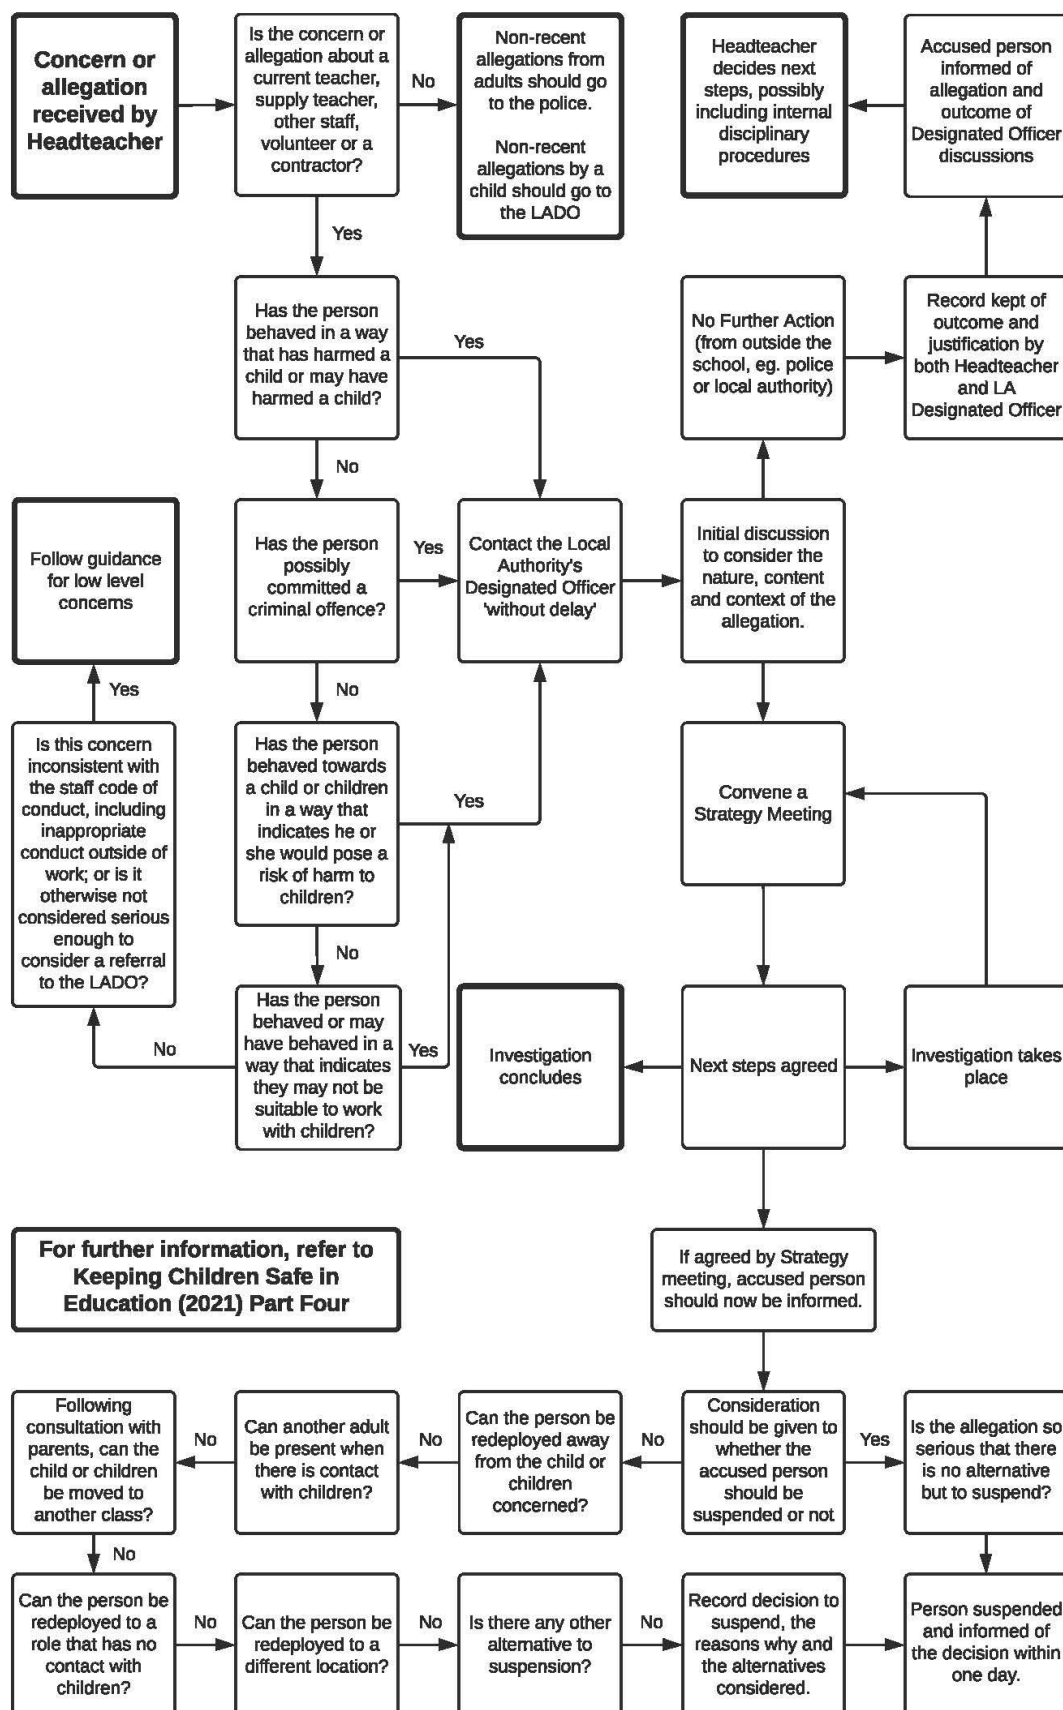 Concern or
allegation
received by
Headteacher
Is the concern or
allegation about a
current teacher,
supply teacher,
other staff,
volunteer or a
contractor?
No
Non-recent
allegations from
adults should go
to the police.
Non-recent
allegations by a
child should go to
the LADO
Headteacher
decides next
steps, possibly
including internal
disciplinary
procedures
Accused person
informed of
allegation and
outcome of
Designated Officer
discussions
Yes
Has the person
behaved in a way
that has harmed a
child or may have
harmed a child?
Yes
No Further Action
(from outside the
school, eg. police
or local authority)
Record kept of
outcome and
justification by
both Headteacher
and LA
Designated Officer
No
Follow guidance
for low level
concerns
Has the person
possibly
committed a
criminal offence?
Yes
Contact the Local
Authority's
Designated Officer
'without delay'
Initial discussion
to consider the
nature, content
and context of the
allegation.
Yes
No
Is this concern
inconsistent with
the staff code of
conduct, including
inappropriate
conduct outside of
work; or is it
otherwise not
considered serious
enough to
consider a referral
to the LADO?
Has the person
behaved towards
a child or children
in a way that
indicates he or
she would pose a
risk of harm to
children?
Yes
Convene a
Strategy Meeting
No
No
Has the person
behaved or may
have behaved in a
way that indicates
they may not be
suitable to work
with children?
Yes
Investigation
concludes
Next steps agreed
Investigation takes
place
For further information, refer to
Keeping Children Safe in
Education (2021) Part Four
If agreed by Strategy
meeting, accused person
should now be informed.
Following
consultation with
parents, can the
child or children
be moved to
another class?
No
Can another adult
be present when
there is contact
with children?
No
Can the person be
redeployed away
from the child or
children
concerned?
No
Consideration
should be given to
whether the
accused person
should be
suspended or not
Yes
Is the allegation so
serious that there
is no alternative
but to suspend?
No
Can the person be
redeployed to a
role that has no
contact with
children?
No
Can the person be
redeployed to a
different location?
No
Is there any other
alternative to
suspension?
No
Record decision to
suspend, the
reasons why and
the alternatives
considered.
Person suspended
and informed of
the decision within
one day.